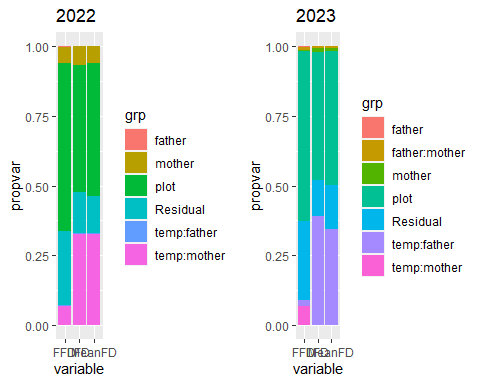 2022
1.00
0.75
0.50
0.25
0.00
propvar
variable
grp
father
mother
plot
Residual
temp:father
temp:mother
2023
1.00
0.75
0.50
0.25
0.00
propvar
variable
grp
father
father:mother
mother
plot
Residual
temp:father
temp:mother